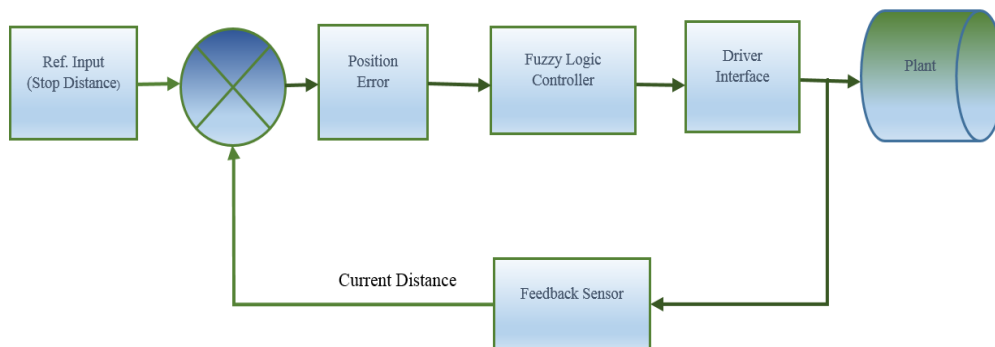 Ref. Input
(Stop Distance)
Position
Error
Fuzzy Logic
Controller
Driver
Interface
Plant
Current Distance
Feedback Sensor